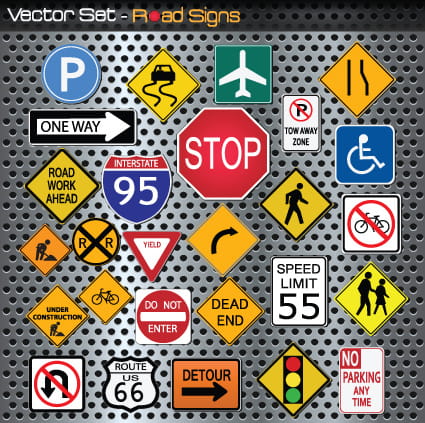 Vector Set - Road Signs
P
ONE WAY
P
TOW AWAY
ZONE
STOP
ROAD
WORK
AHEAD
INTERSTATE
95
R R
YIELD
SPEED
LIMIT
55
UNDER
CONSTRUCTION
DO NOT
ENTER
DEAD
END
ROUTE
US
66
DETOUR
NO
PARKING
ANY
TIME